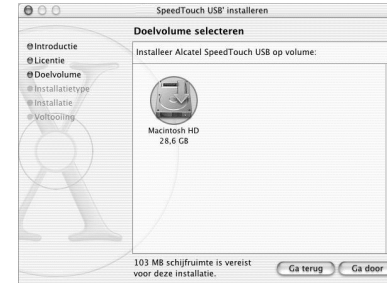 SpeedTouch USB' installeren
Doelvolume selecteren
Introductie
Licentie
Doelvolume
Installatietype
Installatie
Voltooiing
Installeer Alcatel SpeedTouch USB op volume:
Macintosh HD
28,6 GB
103 MB schijfruimte is vereist
voor deze installatie.
Ga terug
Ga door